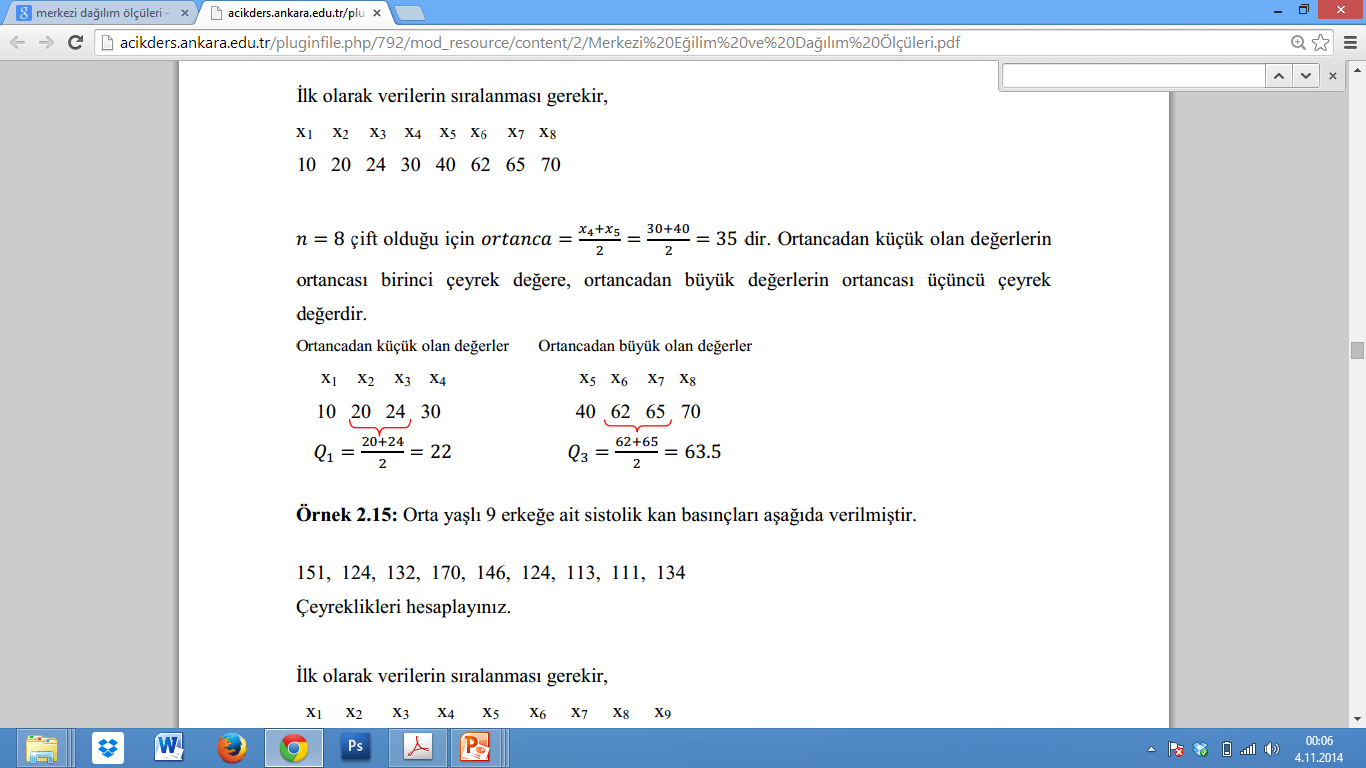 merkezi dağılım ölçüleri -
acikders.ankara.edu.tr/plu
acikders.ankara.edu.tr/pluginfile.php/792/mod_resource/content/2/Merkezi%20Eğilim%20ve%20Dağılım%20Ölçüleri.pdf
İlk olarak verilerin sıralanması gerekir,
x1 x2 x3 x4 x5 x6 x7 x8
10 20 24 30 40 62 65 70
n = 8 çift olduğu için ortanca = (x4+x5)/2 = (30+40)/2 = 35 dir. Ortancadan küçük olan değerlerin
ortancası birinci çeyrek değere, ortancadan büyük değerlerin ortancası üçüncü çeyrek
değerdir.
Ortancadan küçük olan değerler Ortancadan büyük olan değerler
x1 x2 x3 x4 x5 x6 x7 x8
10 20 24 30 40 62 65 70
Q1 = (20+24)/2 = 22 Q3 = (62+65)/2 = 63.5
Örnek 2.15: Orta yaşlı 9 erkeğe ait sistolik kan basınçları aşağıda verilmiştir.
151, 124, 132, 170, 146, 124, 113, 111, 134
Çeyreklikleri hesaplayınız.
İlk olarak verilerin sıralanması gerekir,
x1 x2 x3 x4 x5 x6 x7 x8 x9
Ps
00:06
4.11.2014